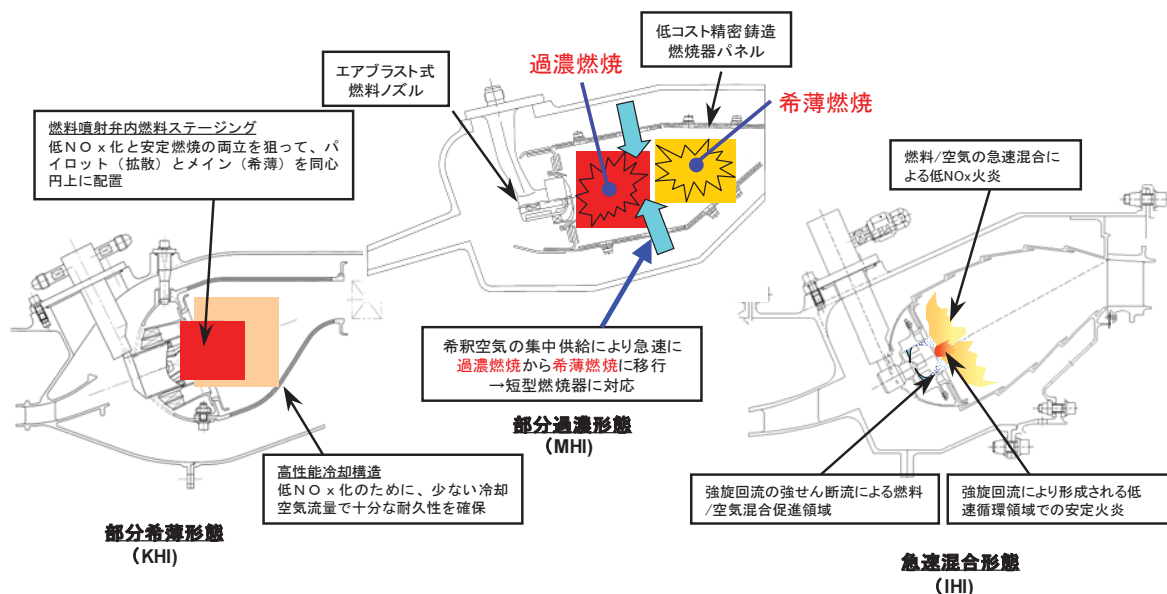 燃料噴射弁内燃料ステージング
低NOx化と安定燃焼の両立を狙って、パ
イロット（拡散）とメイン（希薄）を同心
円上に配置
高性能冷却構造
低NOx化のために、少ない冷却
空気流量で十分な耐久性を確保
部分希薄形態
（KHI)
エアブラスト式
燃料ノズル
過濃燃焼
低コスト精密鋳造
燃焼器パネル
希薄燃焼
希釈空気の集中供給により急速に
過濃燃焼から希薄燃焼に移行
→短型燃焼器に対応
部分過濃形態
(MHI)
燃料/空気の急速混合に
よる低NOx火炎
強旋回流の強せん断流による燃料
/空気混合促進領域
強旋回流により形成される低
速循環領域での安定火炎
急速混合形態
(IHI)